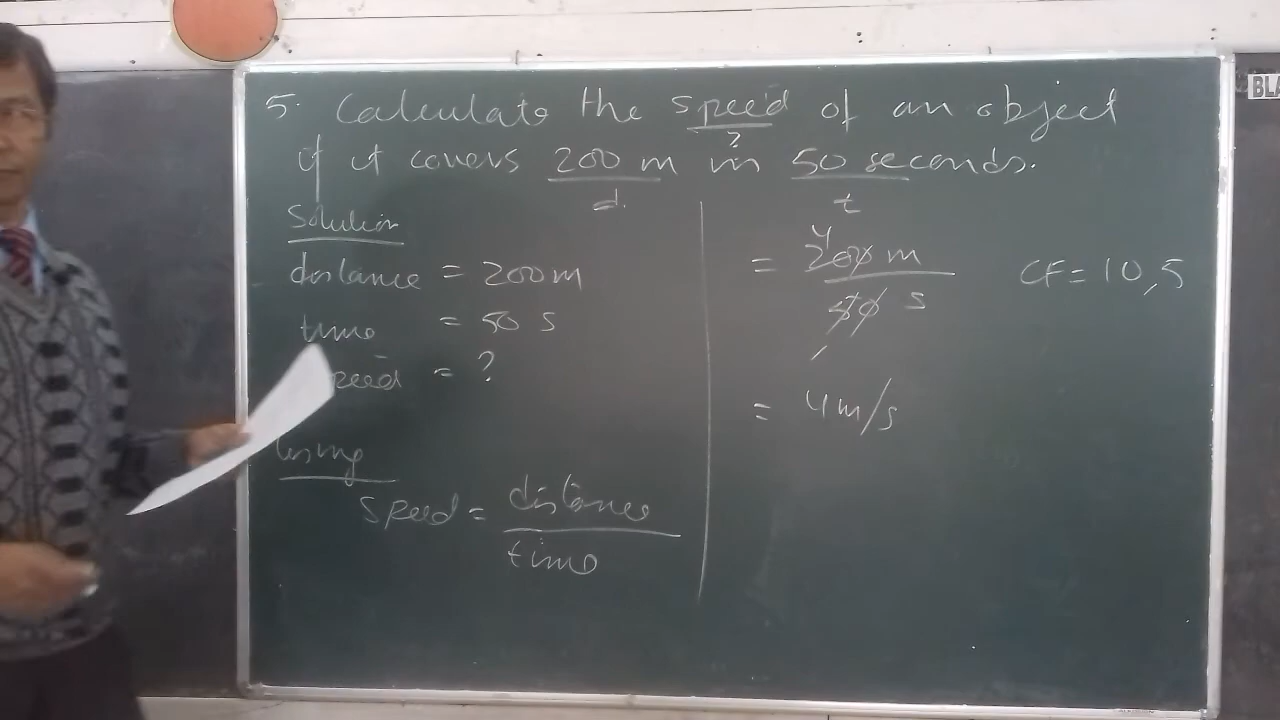 5. Calculate the speed of an object
?
if it covers 200 m in 50 seconds.
d. t
Solution
distance = 200m
time = 50 s
speed = ?
Using
speed = distance
time
4
= 200 m
50 s
1
= 4 m/s
CF = 10, 5
BLA